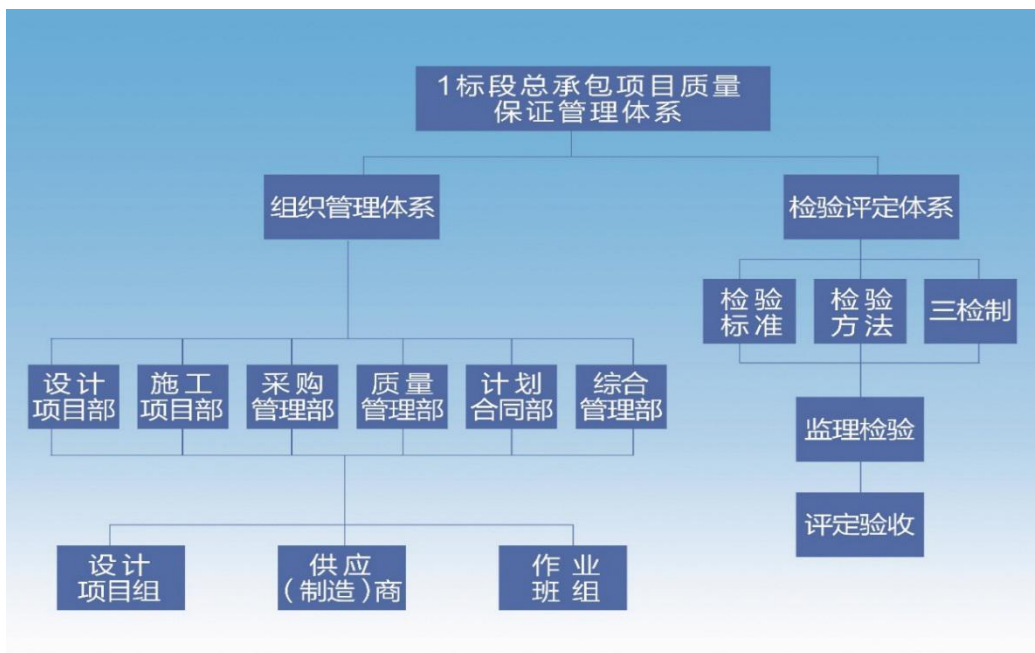 1标段总承包项目质量
保证管理体系
组织管理体系
检验评定体系
检验
标准
检验
方法
三检制
设计
项目部
施工
项目部
采购
管理部
质量
管理部
计划
合同部
综合
管理部
监理检验
评定验收
设计
项目组
供应
（制造）商
作业
班组